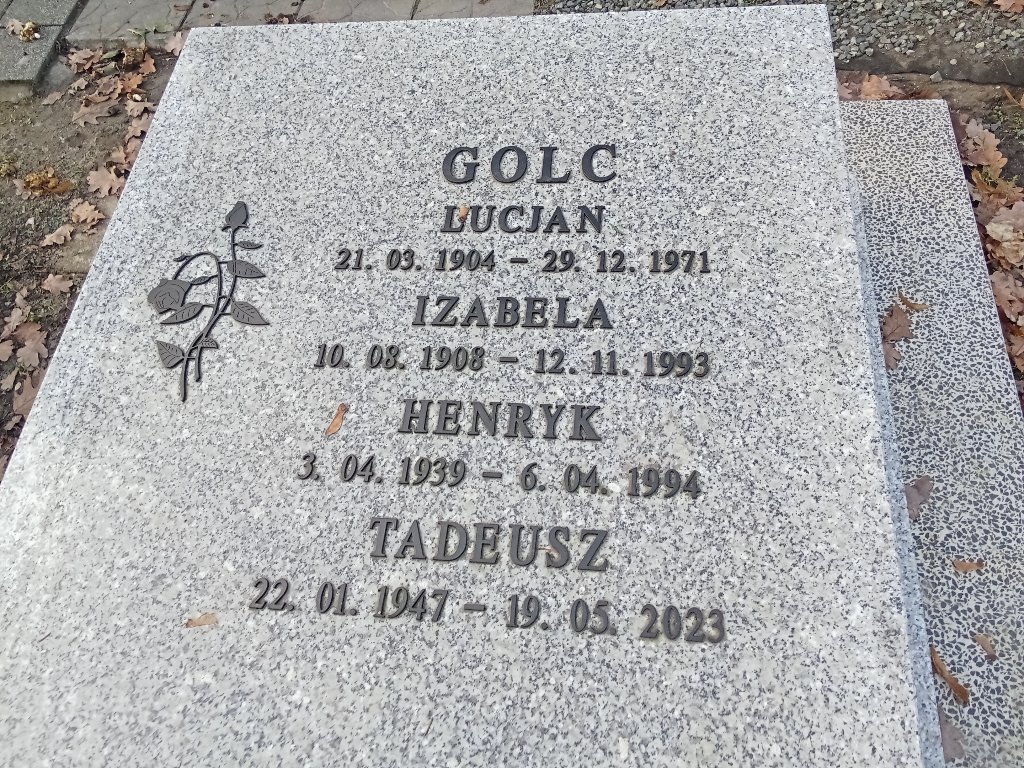 GOLC
LUCJAN
21. 03. 1904 – 29. 12. 1971
IZABELA
10. 08. 1908 – 12. 11. 1993
HENRYK
3. 04. 1939 – 6. 04. 1994
TADEUSZ
22. 01. 1947 – 19. 05. 2023